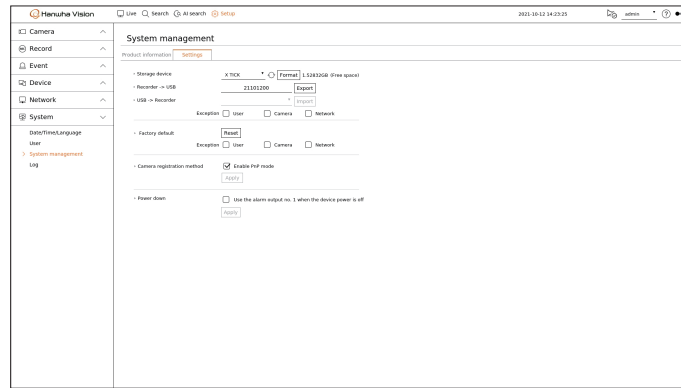 Hanwha Vision
Live Search AI search Setup 2021-10-12 14:23:25 admin ?
Camera
Record
Event
Device
Network
System
Date/Time/Language
User
> System management
Log
System management
Product information Settings
Storage device X TICK Format 1.52832GB (Free space)
Recorder -> USB 21101200 Export
USB -> Recorder Import
Exception User Camera Network
Factory default Reset
Exception User Camera Network
Camera registration method Enable PnP mode
Apply
Power down Use the alarm output no. 1 when the device power is off
Apply